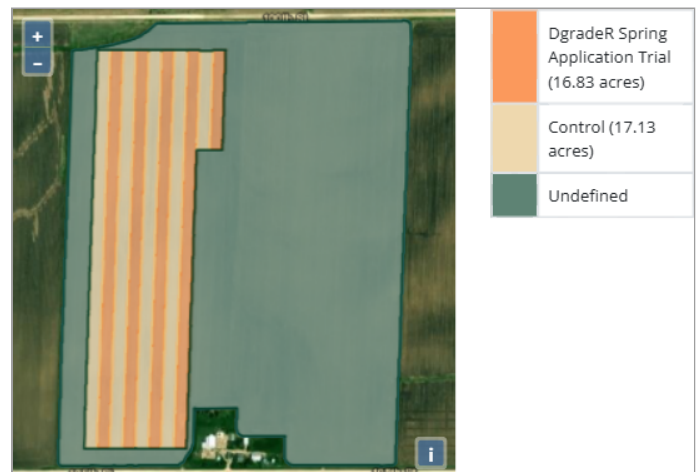 +
−
DgradeR Spring
Application Trial
(16.83 acres)
Control (17.13
acres)
Undefined
i